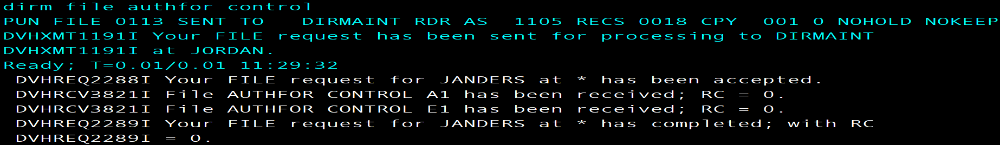 dirm file authfor control
PUN FILE 0113 SENT TO   DIRMAINT RDR AS  1105 RECS 0018 CPY  001 0 NOHOLD NOKEEP
DVHXMT1191I Your FILE request has been sent for processing to DIRMAINT
DVHXMT1191I at JORDAN.
Ready; T=0.01/0.01 11:29:32
 DVHREQ2288I Your FILE request for JANDERS at * has been accepted.
 DVHRCV3821I File AUTHFOR CONTROL A1 has been received; RC = 0.
 DVHRCV3821I File AUTHFOR CONTROL E1 has been received; RC = 0.
 DVHREQ2289I Your FILE request for JANDERS at * has completed; with RC
 DVHREQ2289I = 0.